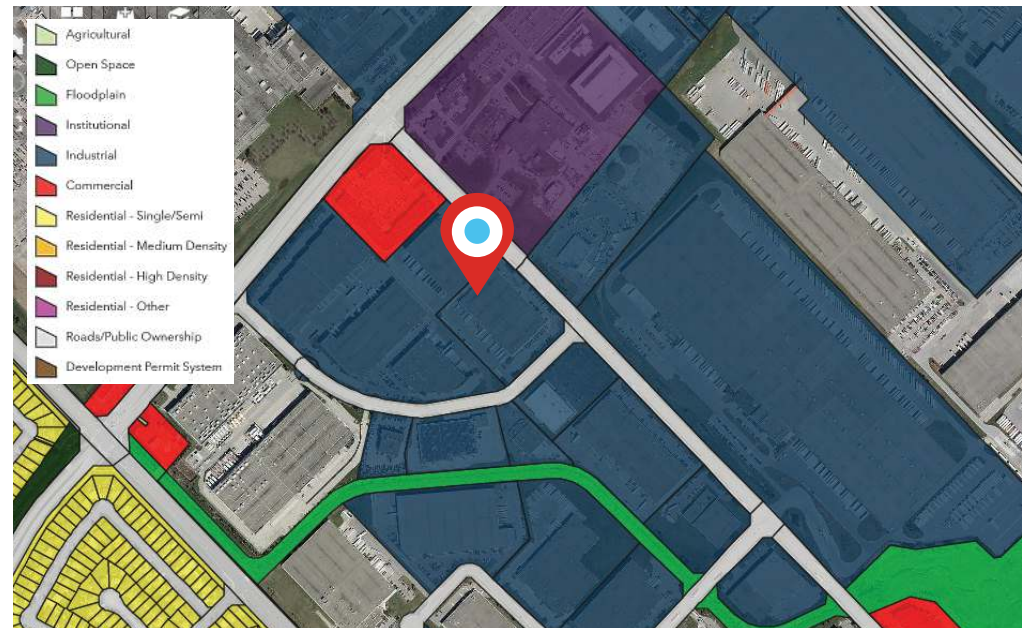 Agricultural
Open Space
Floodplain
Institutional
Industrial
Commercial
Residential - Single/Semi
Residential - Medium Density
Residential - High Density
Residential - Other
Roads/Public Ownership
Development Permit System